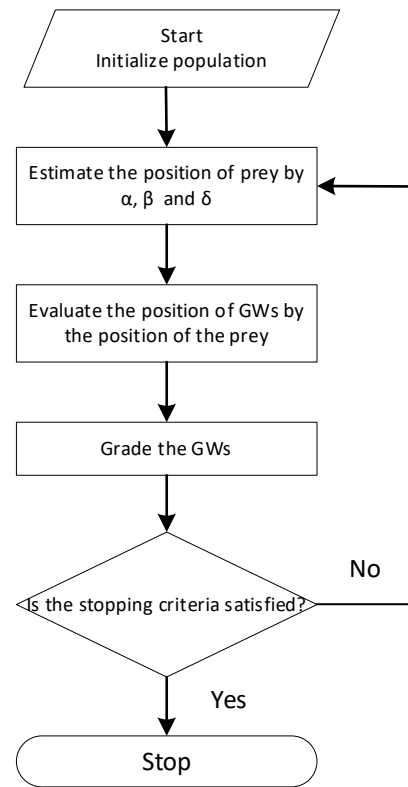 Start
Initialize population
Estimate the position of prey by
α, β and δ
Evaluate the position of GWs by
the position of the prey
Grade the GWs
Is the stopping criteria satisfied?
No
Yes
Stop